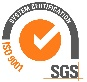 SYSTEM CERTIFICATION
ISO 9001
SGS